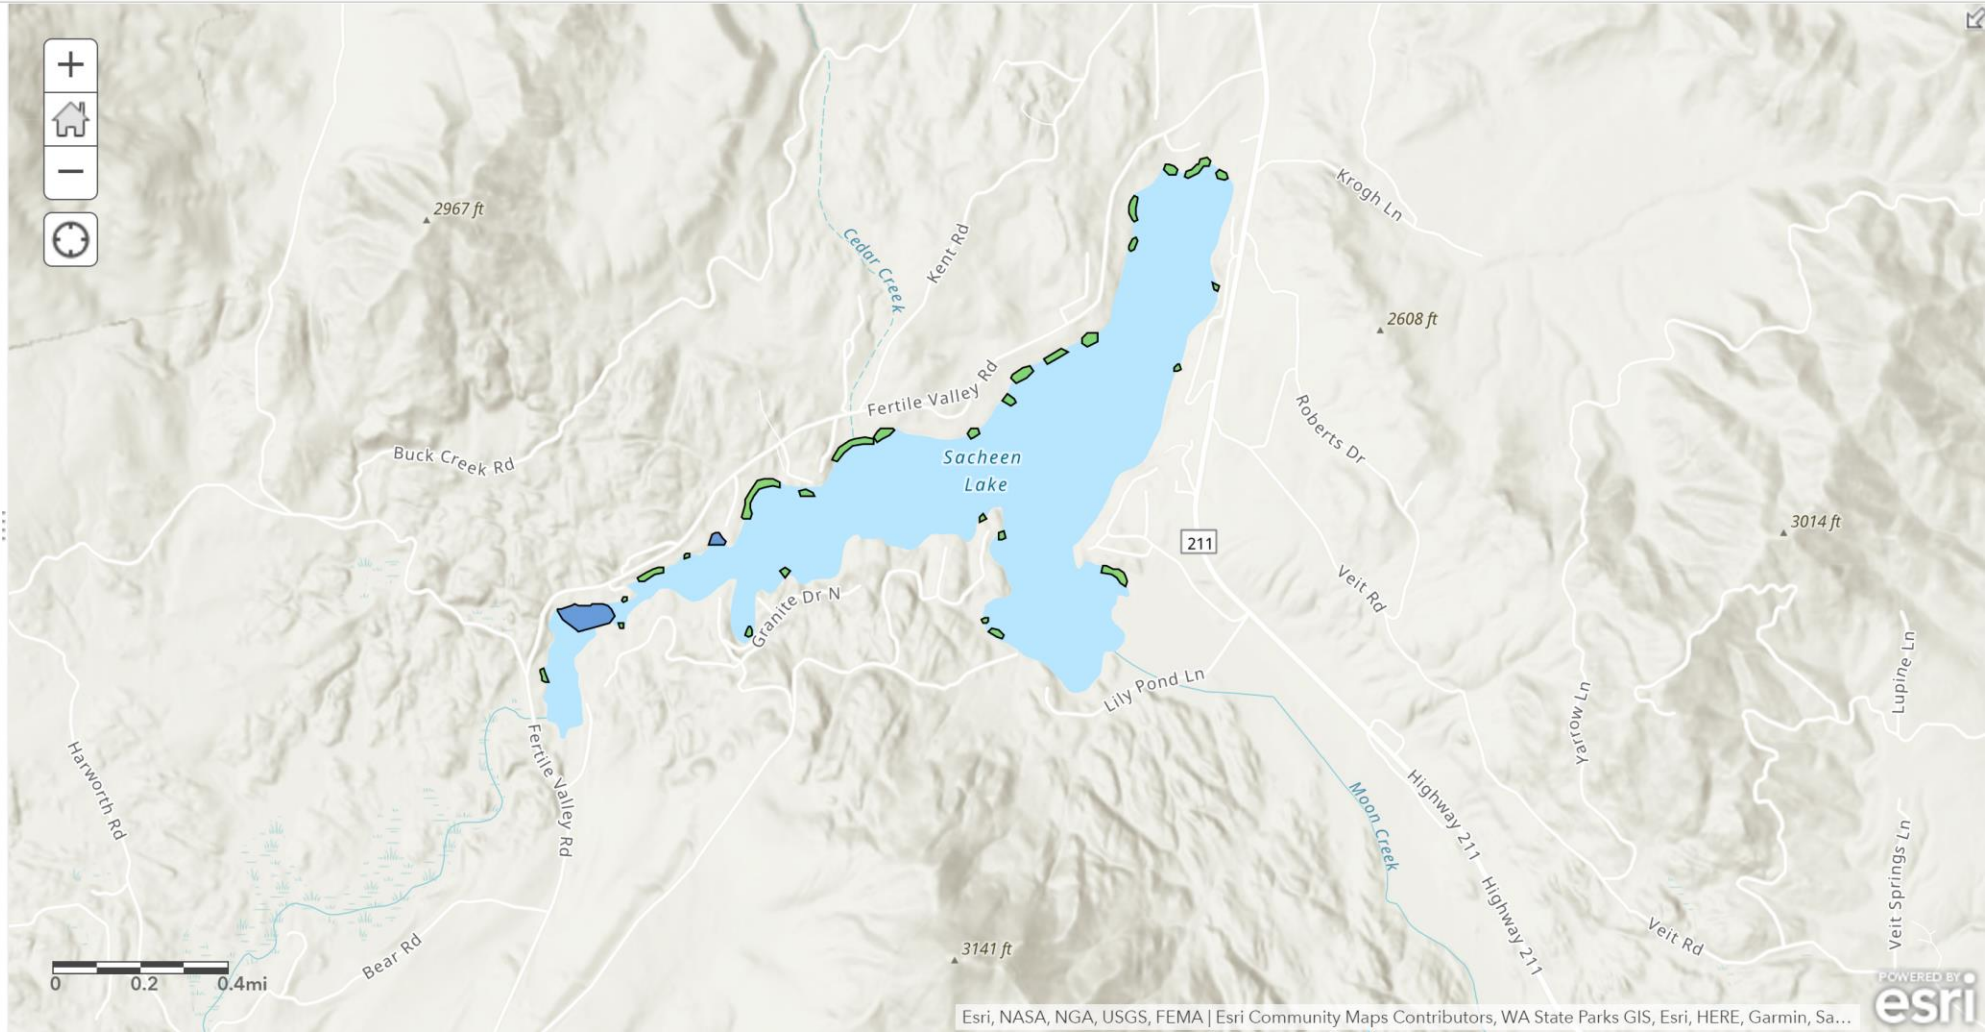 +
−
2967 ft
Krogh Ln
Cedar Creek
Kent Rd
2608 ft
Fertile Valley Rd
Roberts Dr
Buck Creek Rd
Sacheen
Lake
3014 ft
211
Veit Rd
Granite Dr N
Lupine Ln
Lily Pond Ln
Yarrow Ln
Harworth Rd
Fertile Valley Rd
Moon Creek
Highway 211
Veit Springs Ln
Highway 211
Veit Rd
Bear Rd
3141 ft
0 0.2 0.4mi
POWERED BY
esri
Esri, NASA, NGA, USGS, FEMA | Esri Community Maps Contributors, WA State Parks GIS, Esri, HERE, Garmin, Sa...